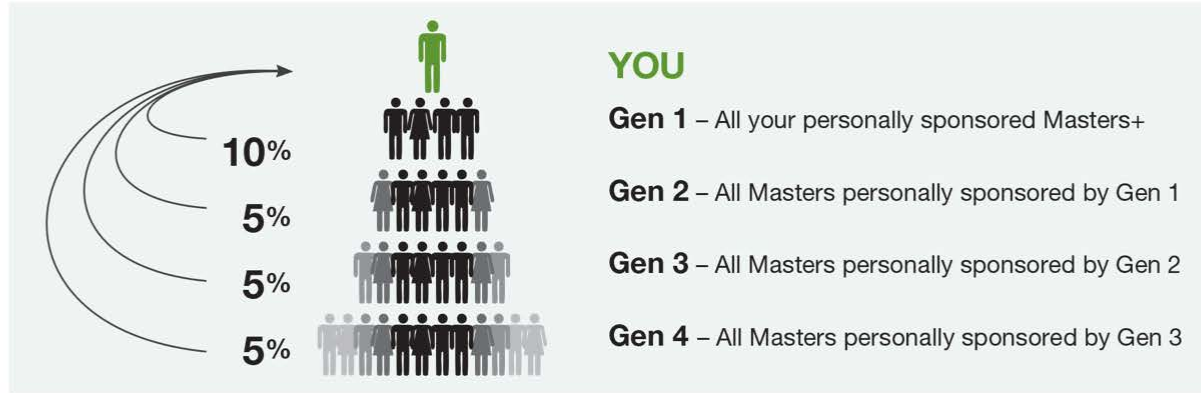 YOU
10% Gen 1 – All your personally sponsored Masters+
5% Gen 2 – All Masters personally sponsored by Gen 1
5% Gen 3 – All Masters personally sponsored by Gen 2
5% Gen 4 – All Masters personally sponsored by Gen 3